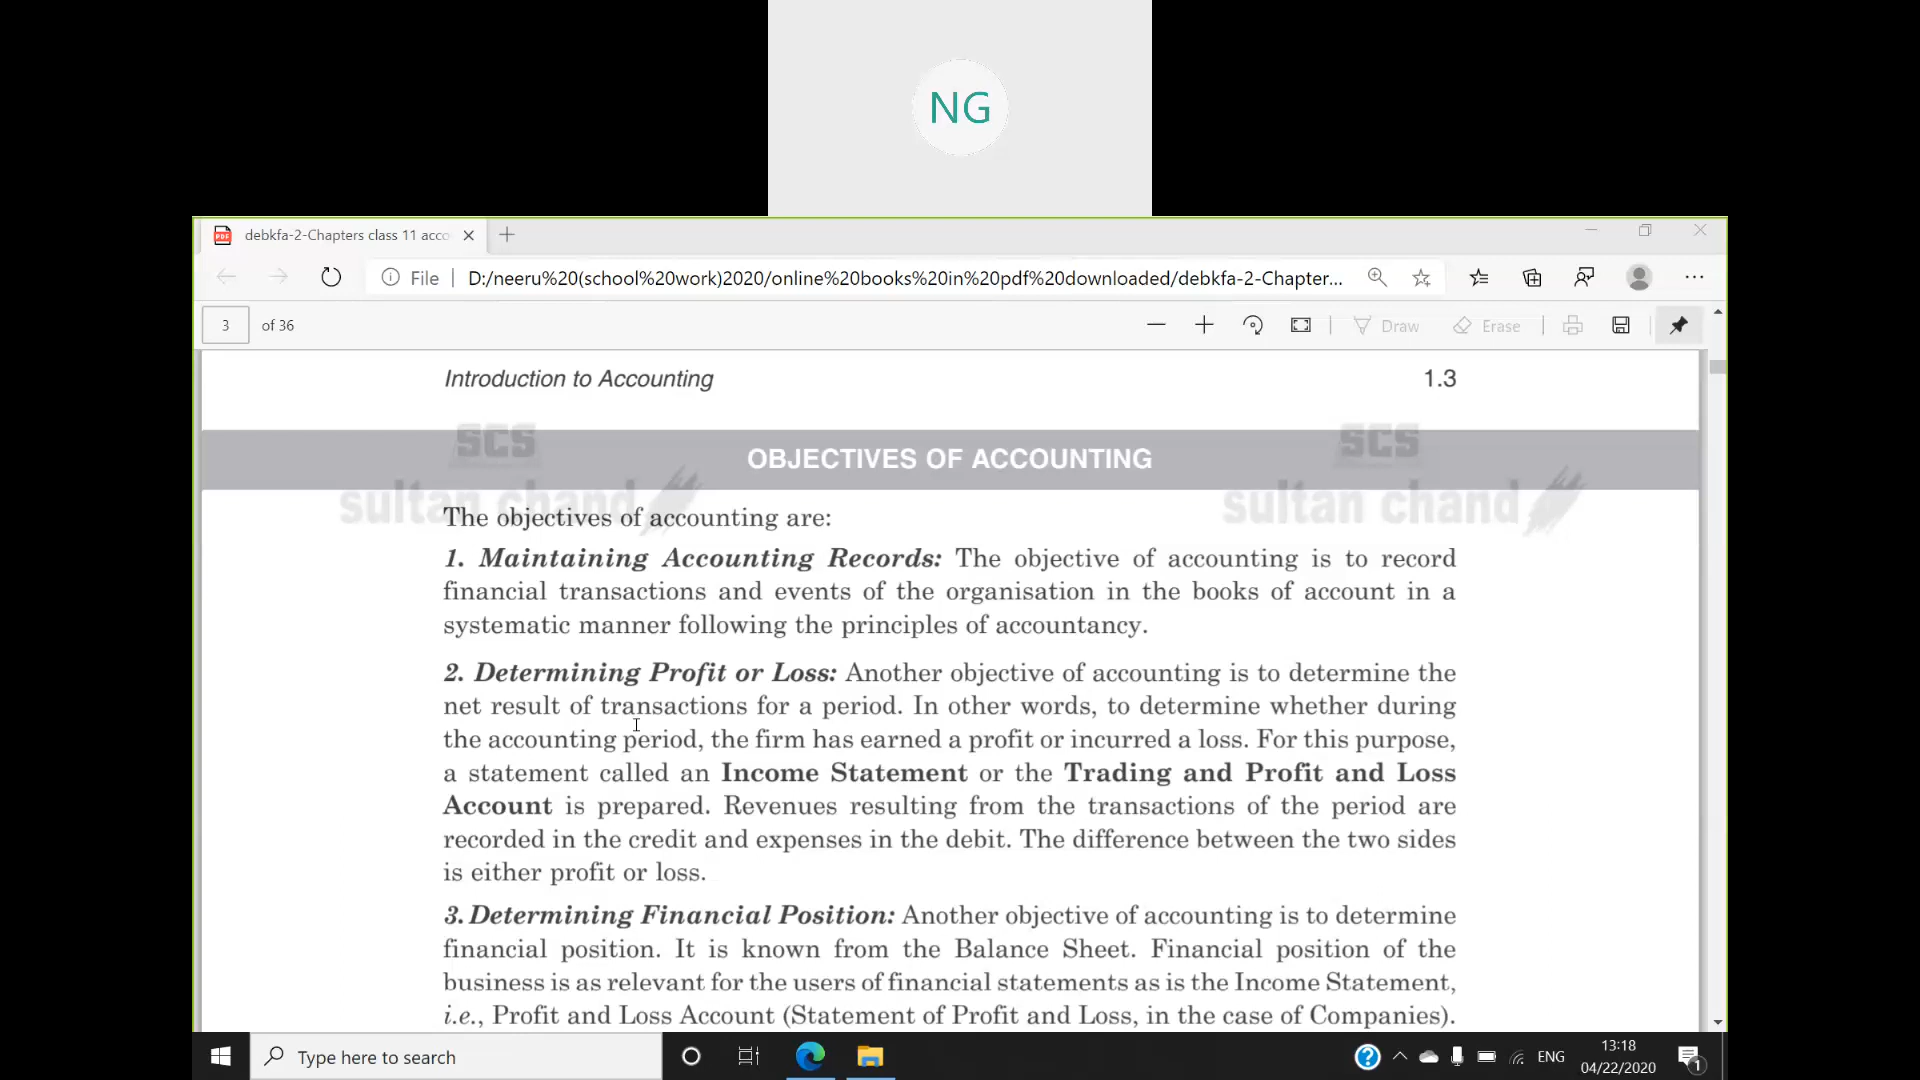 NG
debkfa-2-Chapters class 11 acco
File
D:/neeru%20(school%20work)2020/online%20books%20in%20pdf%20downloaded/debkfa-2-Chapter...
3 of 36
Draw
Erase
Introduction to Accounting 1.3
SCS
sultan chand
SCS
sultan chand
OBJECTIVES OF ACCOUNTING
The objectives of accounting are:
1. Maintaining Accounting Records: The objective of accounting is to record
financial transactions and events of the organisation in the books of account in a
systematic manner following the principles of accountancy.
2. Determining Profit or Loss: Another objective of accounting is to determine the
net result of transactions for a period. In other words, to determine whether during
the accounting period, the firm has earned a profit or incurred a loss. For this purpose,
a statement called an Income Statement or the Trading and Profit and Loss
Account is prepared. Revenues resulting from the transactions of the period are
recorded in the credit and expenses in the debit. The difference between the two sides
is either profit or loss.
3. Determining Financial Position: Another objective of accounting is to determine
financial position. It is known from the Balance Sheet. Financial position of the
business is as relevant for the users of financial statements as is the Income Statement,
i.e., Profit and Loss Account (Statement of Profit and Loss, in the case of Companies).
Type here to search
ENG
13:18
04/22/2020
1